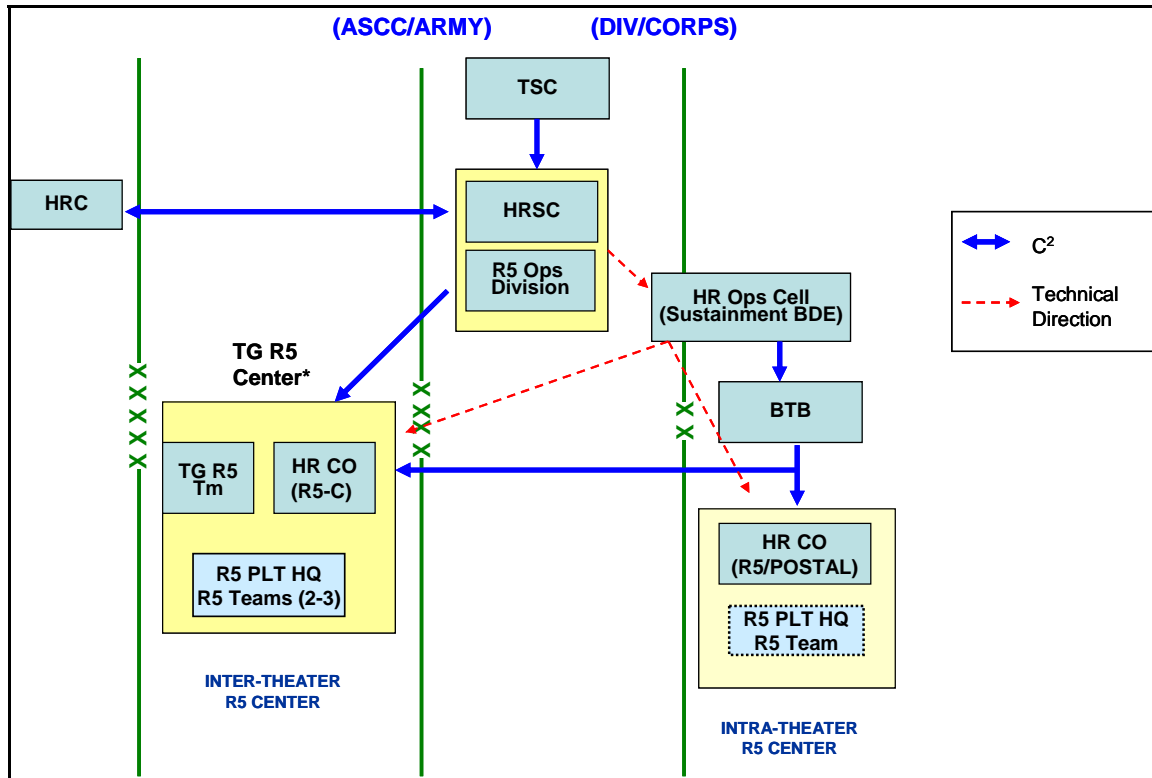 (ASCC/ARMY) (DIV/CORPS)
TSC
HRC
HRSC
R5 Ops
Division
HR Ops Cell
(Sustainment BDE)
C²
Technical
Direction
TG R5
Center*
X
X
X
X
X
X
X
X
X
X
X
BTB
TG R5
Tm
HR CO
(R5-C)
R5 PLT HQ
R5 Teams (2-3)
HR CO
(R5/POSTAL)
R5 PLT HQ
R5 Team
INTER-THEATER
R5 CENTER
INTRA-THEATER
R5 CENTER